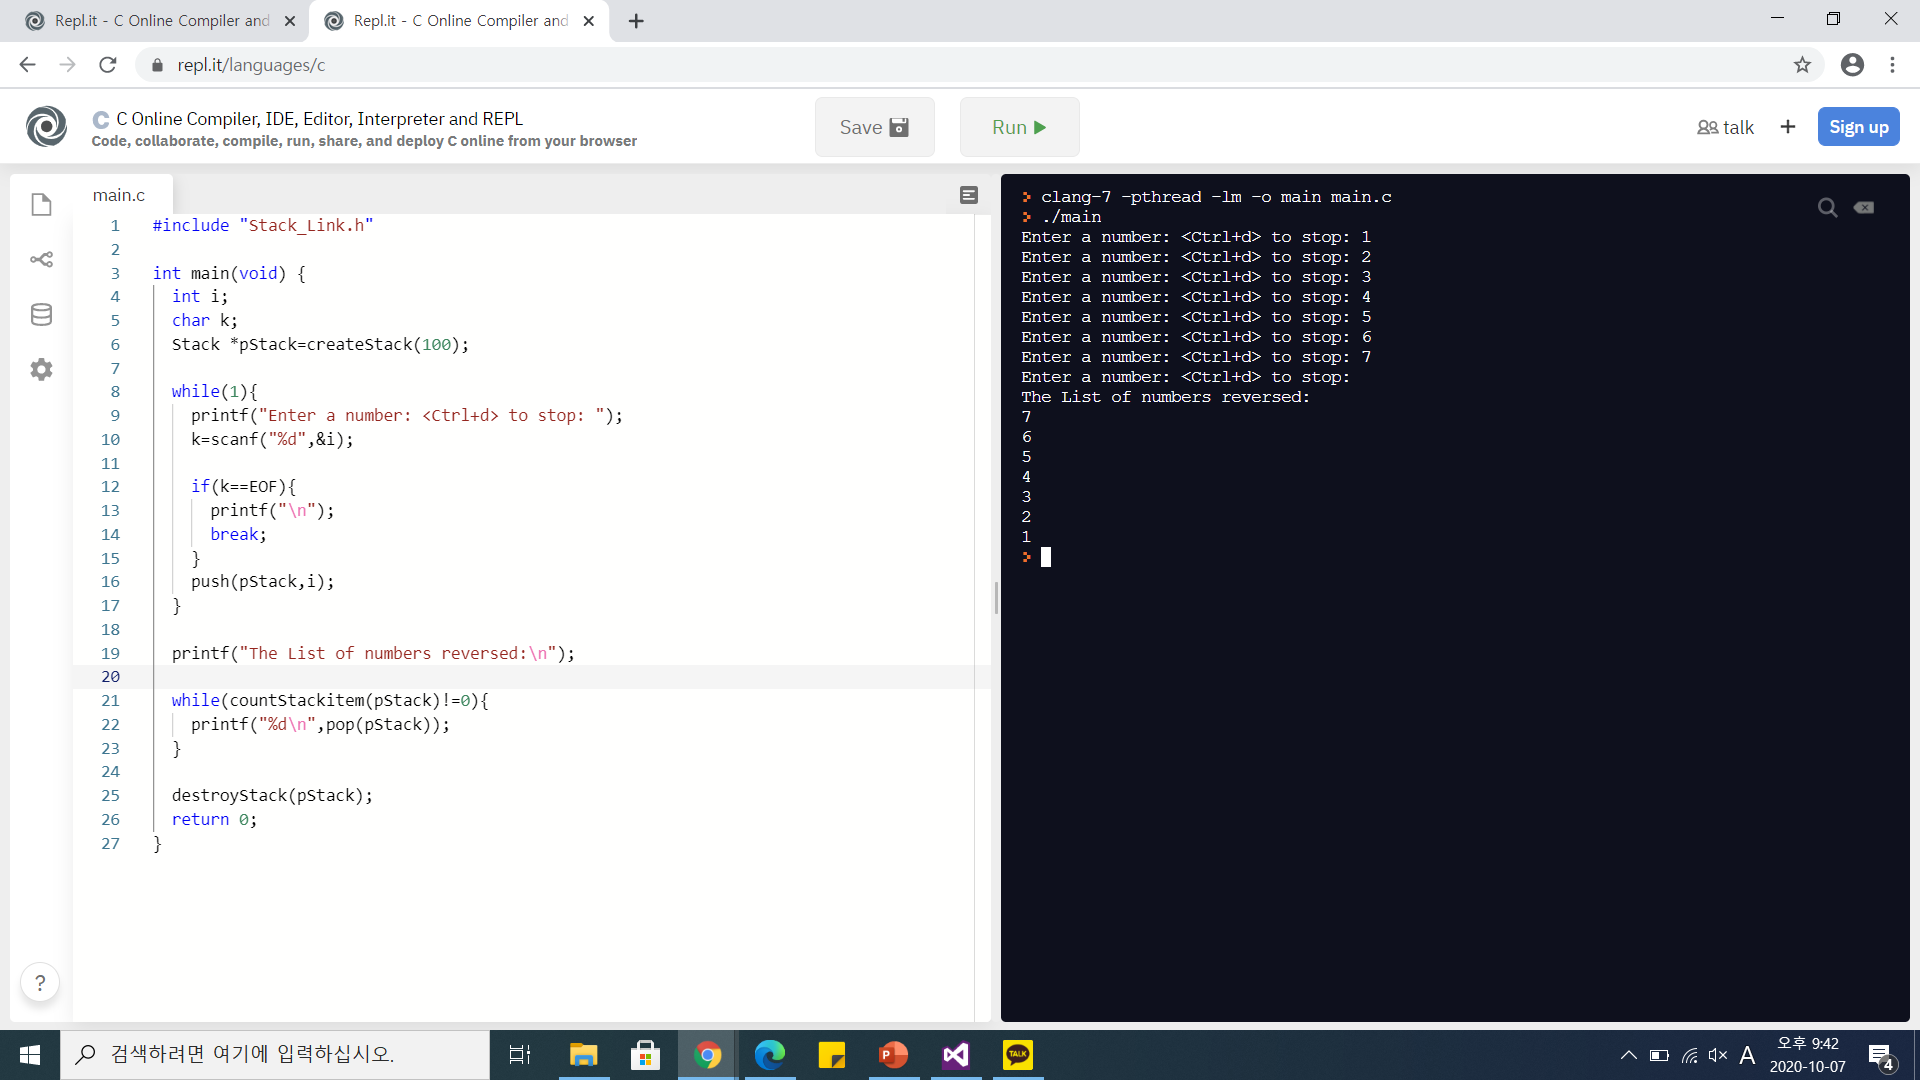 Repl.it - C Online Compiler and
Repl.it - C Online Compiler and
repl.it/languages/c
C C Online Compiler, IDE, Editor, Interpreter and REPL
Code, collaborate, compile, run, share, and deploy C online from your browser
Save
Run
talk
Sign up
main.c
1 #include "Stack_Link.h"
2
3 int main(void) {
4 int i;
5 char k;
6 Stack *pStack=createStack(100);
7
8 while(1){
9 printf("Enter a number: <Ctrl+d> to stop: ");
10 k=scanf("%d",&i);
11
12 if(k==EOF){
13 printf("\n");
14 break;
15 }
16 push(pStack,i);
17 }
18
19 printf("The List of numbers reversed:\n");
20
21 while(countStackitem(pStack)!=0){
22 printf("%d\n",pop(pStack));
23 }
24
25 destroyStack(pStack);
26 return 0;
27 }
?
> clang-7 -pthread -lm -o main main.c
> ./main
Enter a number: <Ctrl+d> to stop: 1
Enter a number: <Ctrl+d> to stop: 2
Enter a number: <Ctrl+d> to stop: 3
Enter a number: <Ctrl+d> to stop: 4
Enter a number: <Ctrl+d> to stop: 5
Enter a number: <Ctrl+d> to stop: 6
Enter a number: <Ctrl+d> to stop: 7
Enter a number: <Ctrl+d> to stop:
The List of numbers reversed:
7
6
5
4
3
2
1
>
검색하려면 여기에 입력하십시오.
TALK
A
오후 9:42
2020-10-07
4